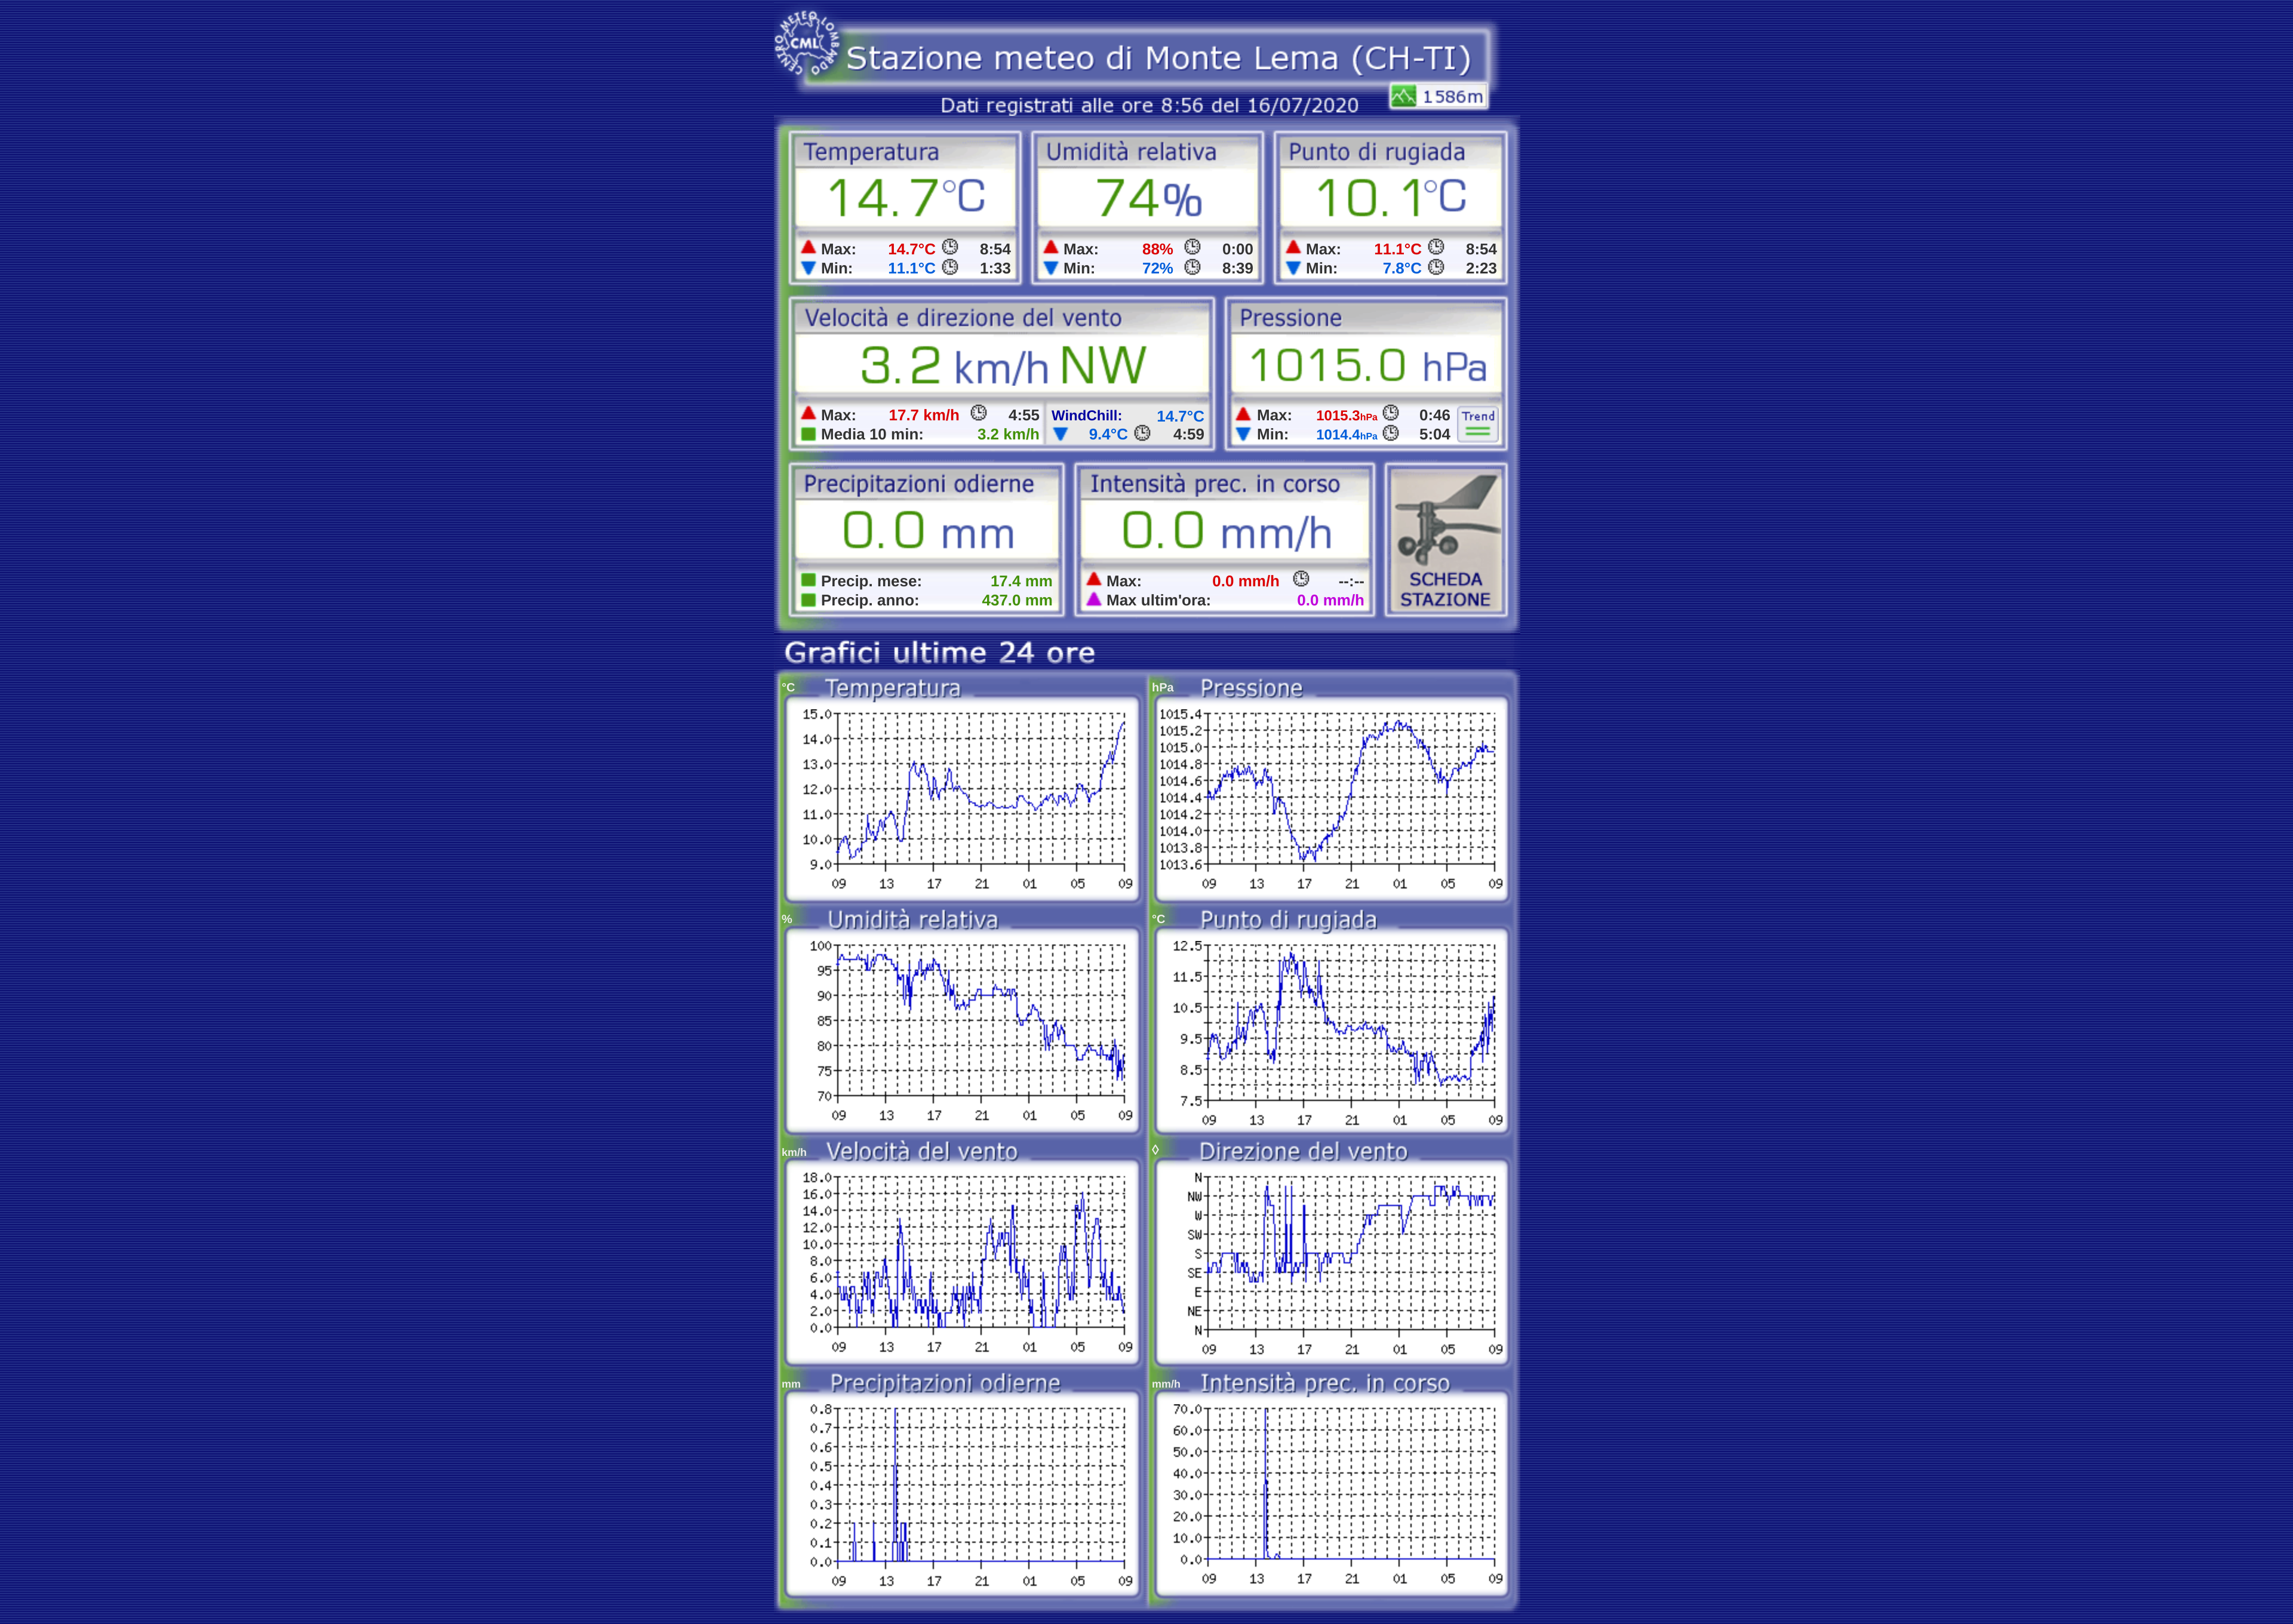 CENTRO METEO LOMBARDO
CML
Stazione meteo di Monte Lema (CH-TI)
1586m
Dati registrati alle ore 8:56 del 16/07/2020
Temperatura
14.7°C
Max: 14.7°C 8:54
Min: 11.1°C 1:33
Umidità relativa
74%
Max: 88% 0:00
Min: 72% 8:39
Punto di rugiada
10.1°C
Max: 11.1°C 8:54
Min: 7.8°C 2:23
Velocità e direzione del vento
3.2 km/h NW
Max: 17.7 km/h 4:55
Media 10 min: 3.2 km/h
WindChill: 14.7°C
9.4°C 4:59
Pressione
1015.0 hPa
Max: 1015.3hPa 0:46
Min: 1014.4hPa 5:04
Trend
Precipitazioni odierne
0.0 mm
Precip. mese: 17.4 mm
Precip. anno: 437.0 mm
Intensità prec. in corso
0.0 mm/h
Max: 0.0 mm/h --:--
Max ultim'ora: 0.0 mm/h
SCHEDA
STAZIONE
Grafici ultime 24 ore
°C Temperatura
15.0
14.0
13.0
12.0
11.0
10.0
9.0
09 13 17 21 01 05 09
hPa Pressione
1015.4
1015.2
1015.0
1014.8
1014.6
1014.4
1014.2
1014.0
1013.8
1013.6
09 13 17 21 01 05 09
% Umidità relativa
100
95
90
85
80
75
70
09 13 17 21 01 05 09
°C Punto di rugiada
12.5
11.5
10.5
9.5
8.5
7.5
09 13 17 21 01 05 09
km/h Velocità del vento
18.0
16.0
14.0
12.0
10.0
8.0
6.0
4.0
2.0
0.0
09 13 17 21 01 05 09
◊ Direzione del vento
N
NW
W
SW
S
SE
E
NE
N
09 13 17 21 01 05 09
mm Precipitazioni odierne
0.8
0.7
0.6
0.5
0.4
0.3
0.2
0.1
0.0
09 13 17 21 01 05 09
mm/h Intensità prec. in corso
70.0
60.0
50.0
40.0
30.0
20.0
10.0
0.0
09 13 17 21 01 05 09